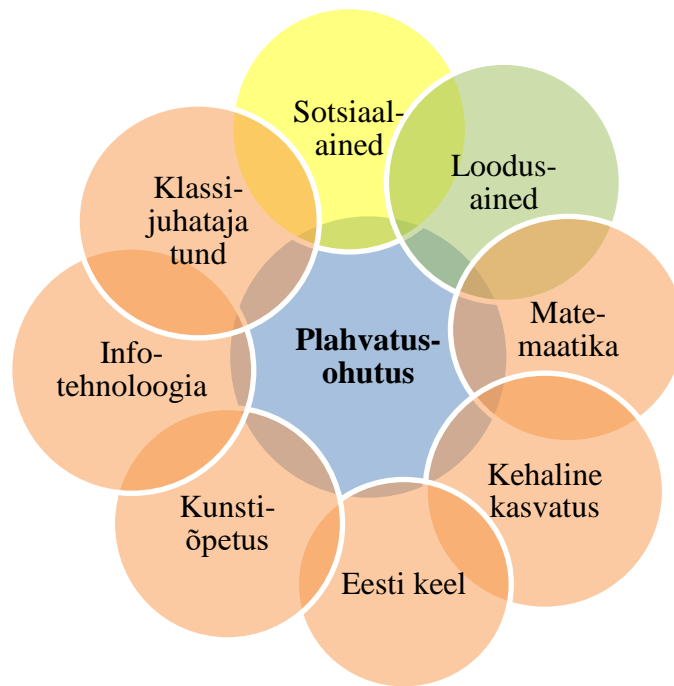 Sotsiaal-
ained
Loodus-
ained
Mate-
maatika
Kehaline
kasvatus
Eesti keel
Kunsti-
õpetus
Info-
tehnoloogia
Klassi-
juhataja
tund
Plahvatus-
ohutus